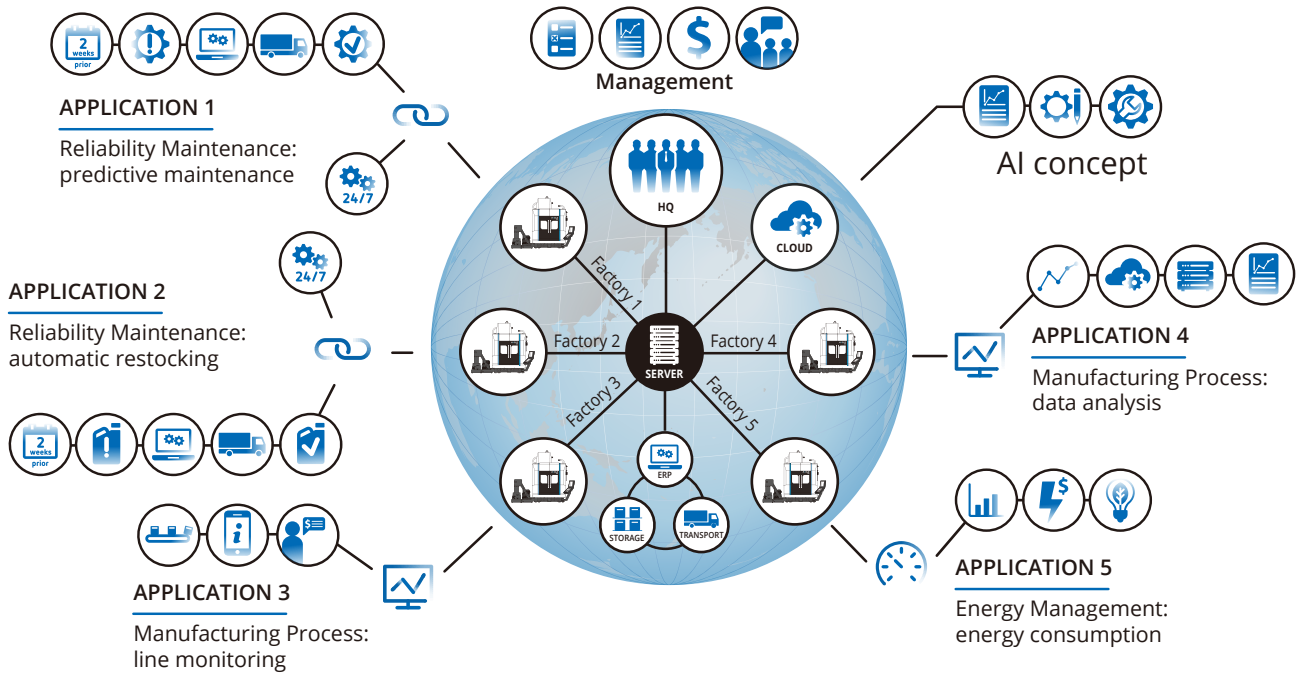 2
weeks
prior
Management
APPLICATION 1
Reliability Maintenance:
predictive maintenance
24/7
AI concept
HQ
CLOUD
Factory 1
24/7
APPLICATION 2
Reliability Maintenance:
automatic restocking
Factory 2
SERVER
Factory 4
APPLICATION 4
Manufacturing Process:
data analysis
Factory 3
Factory 5
2
weeks
prior
ERP
STORAGE
TRANSPORT
$
$
i
$
APPLICATION 3
Manufacturing Process:
line monitoring
APPLICATION 5
Energy Management:
energy consumption